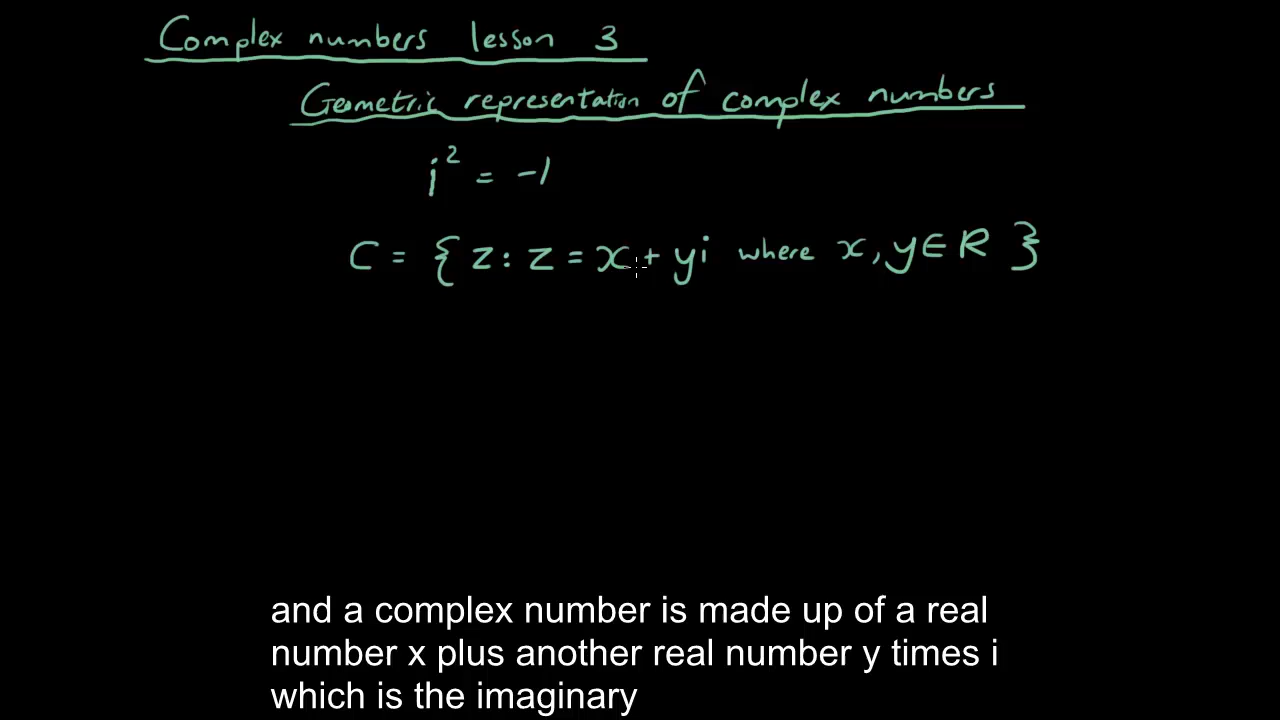 Complex numbers lesson 3
Geometric representation of complex numbers
i² = -1
C = { z : z = x + yi where x, y ∈ R }
and a complex number is made up of a real
number x plus another real number y times i
which is the imaginary